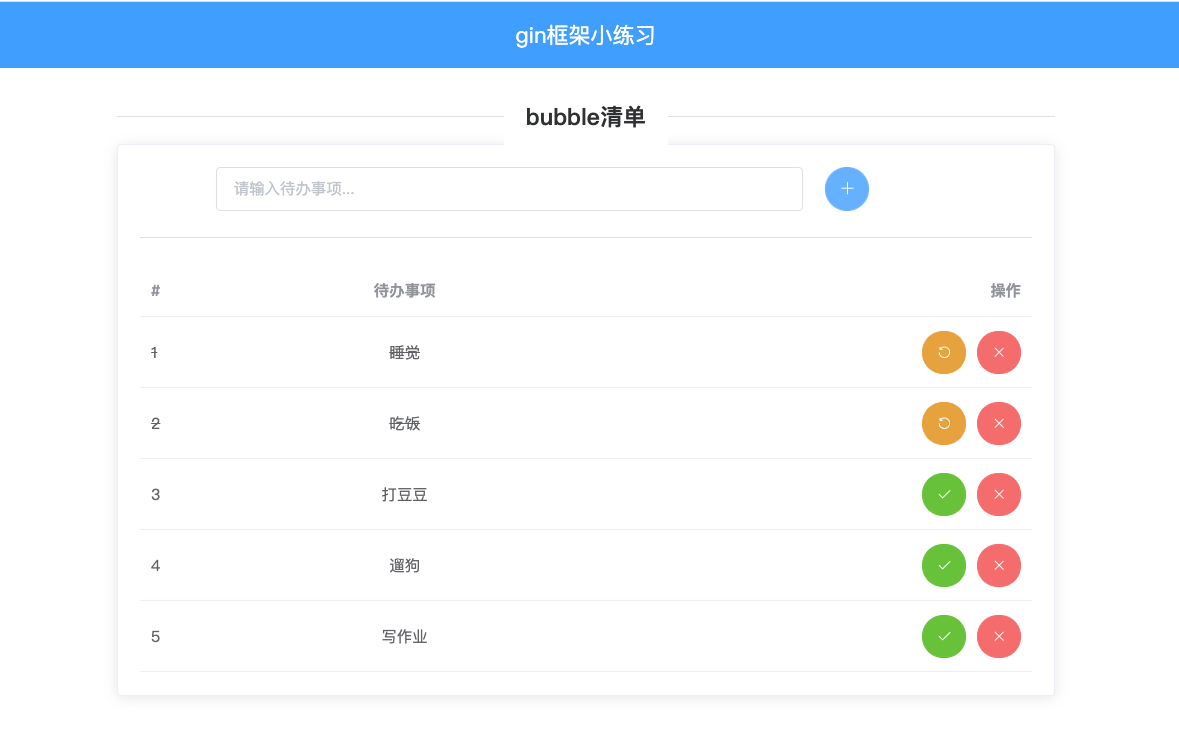 gin框架小练习
bubble清单
请输入待办事项...
# 待办事项 操作
1 睡觉
2 吃饭
3 打豆豆
4 遛狗
5 写作业